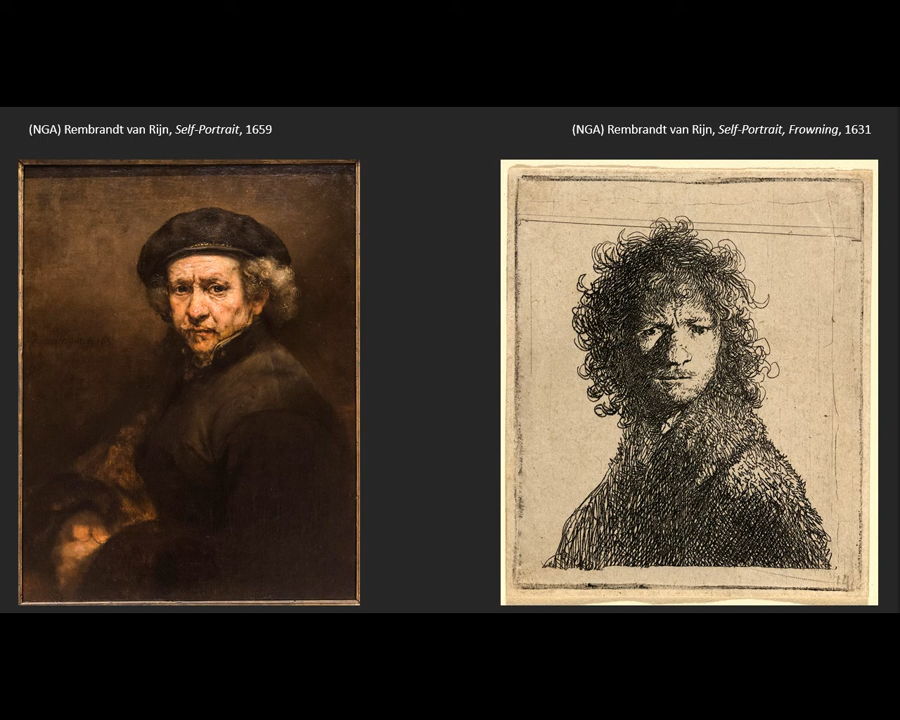 (NGA) Rembrandt van Rijn, Self-Portrait, 1659
(NGA) Rembrandt van Rijn, Self-Portrait, Frowning, 1631